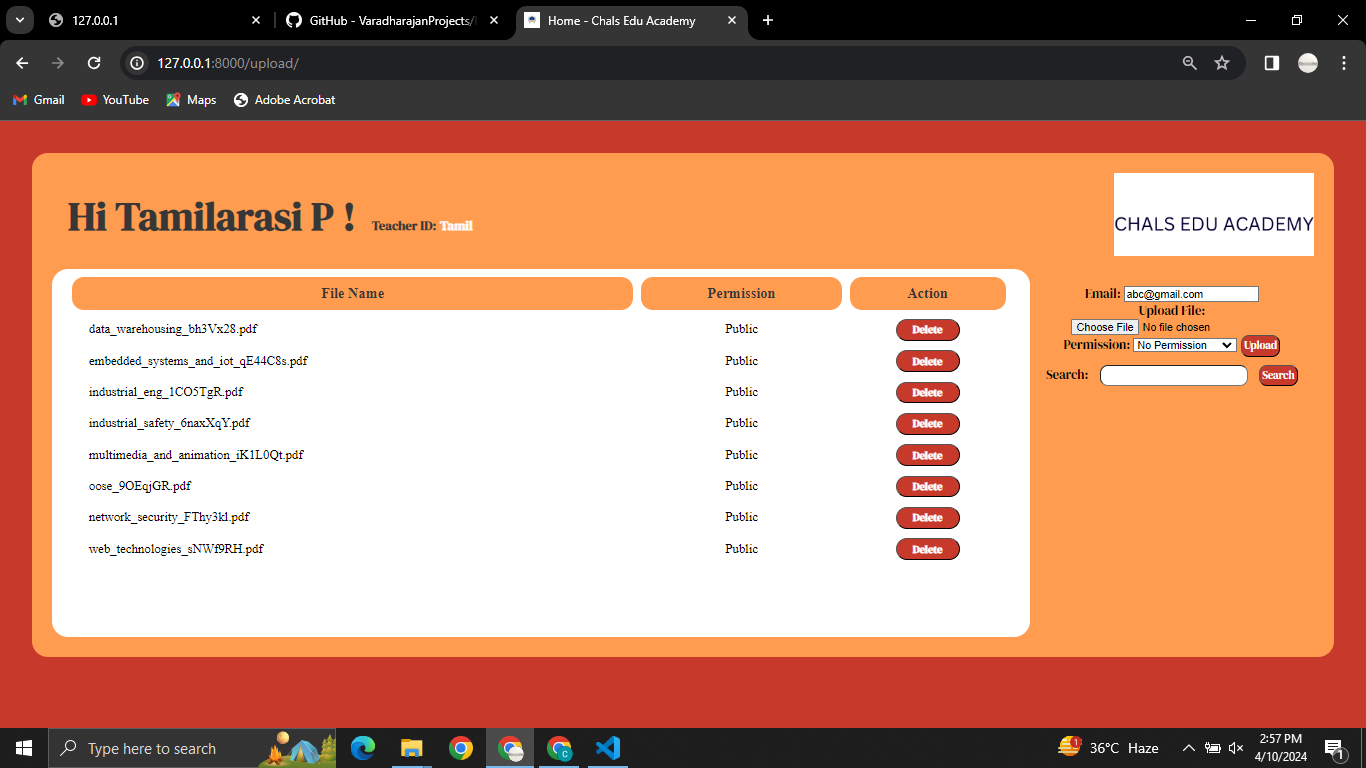 127.0.0.1
GitHub - VaradharajanProjects/
Home - Chals Edu Academy
127.0.0.1:8000/upload/
Gmail
YouTube
Maps
Adobe Acrobat
Hi Tamilarasi P !
Teacher ID: Tamil
CHALS EDU ACADEMY
File Name Permission Action
data_warehousing_bh3Vx28.pdf Public Delete
embedded_systems_and_iot_qE44C8s.pdf Public Delete
industrial_eng_1CO5TgR.pdf Public Delete
industrial_safety_6naxXqY.pdf Public Delete
multimedia_and_animation_iK1L0Qt.pdf Public Delete
oose_9OEqjGR.pdf Public Delete
network_security_FThy3kl.pdf Public Delete
web_technologies_sNWf9RH.pdf Public Delete
Email: abc@gmail.com
Upload File:
Choose File No file chosen
Permission: No Permission Upload
Search: Search
Type here to search
1
36°C Haze
2:57 PM
4/10/2024
1